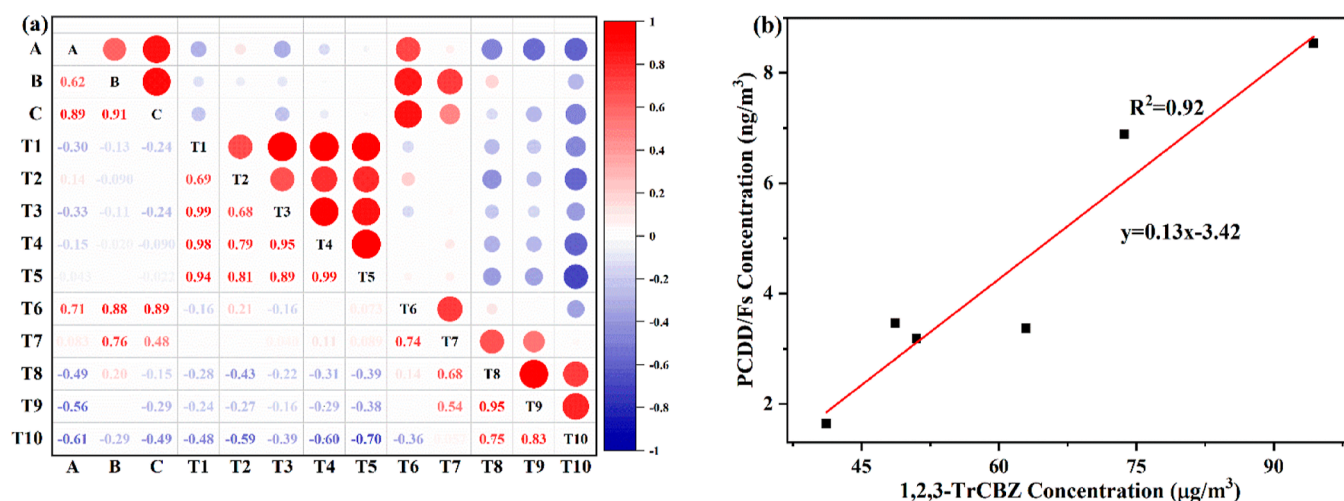 (a)
A A
B 0.62 B
C 0.89 0.91 C
T1 -0.30 -0.13 -0.24 T1
T2 0.14 -0.090 0.69 T2
T3 -0.33 -0.11 -0.24 0.99 0.68 T3
T4 -0.15 -0.090 0.98 0.79 0.95 T4
T5 0.94 0.81 0.89 0.99 T5
T6 0.71 0.88 0.89 -0.16 0.21 -0.16 T6
T7 0.083 0.76 0.48 0.11 0.089 0.74 T7
T8 -0.49 0.20 -0.15 -0.28 -0.43 -0.22 -0.31 -0.39 0.14 0.68 T8
T9 -0.56 -0.29 -0.24 -0.27 -0.16 -0.29 -0.38 0.54 0.95 T9
T10 -0.61 -0.29 -0.49 -0.48 -0.59 -0.39 -0.60 -0.70 -0.36 0.75 0.83 T10
A B C T1 T2 T3 T4 T5 T6 T7 T8 T9 T10
1
0.8
0.6
0.4
0.2
0
-0.2
-0.4
-0.6
-0.8
-1
(b)
PCDD/Fs Concentration (ng/m³)
8
6
4
2
R²=0.92
y=0.13x-3.42
45 60 75 90
1,2,3-TrCBZ Concentration (μg/m³)